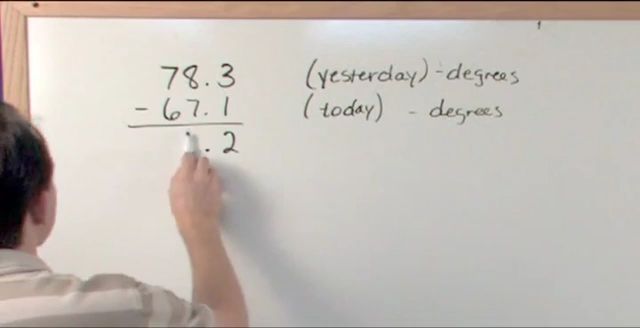 78.3 (yesterday) - degrees
- 67.1 (today) - degrees
.2